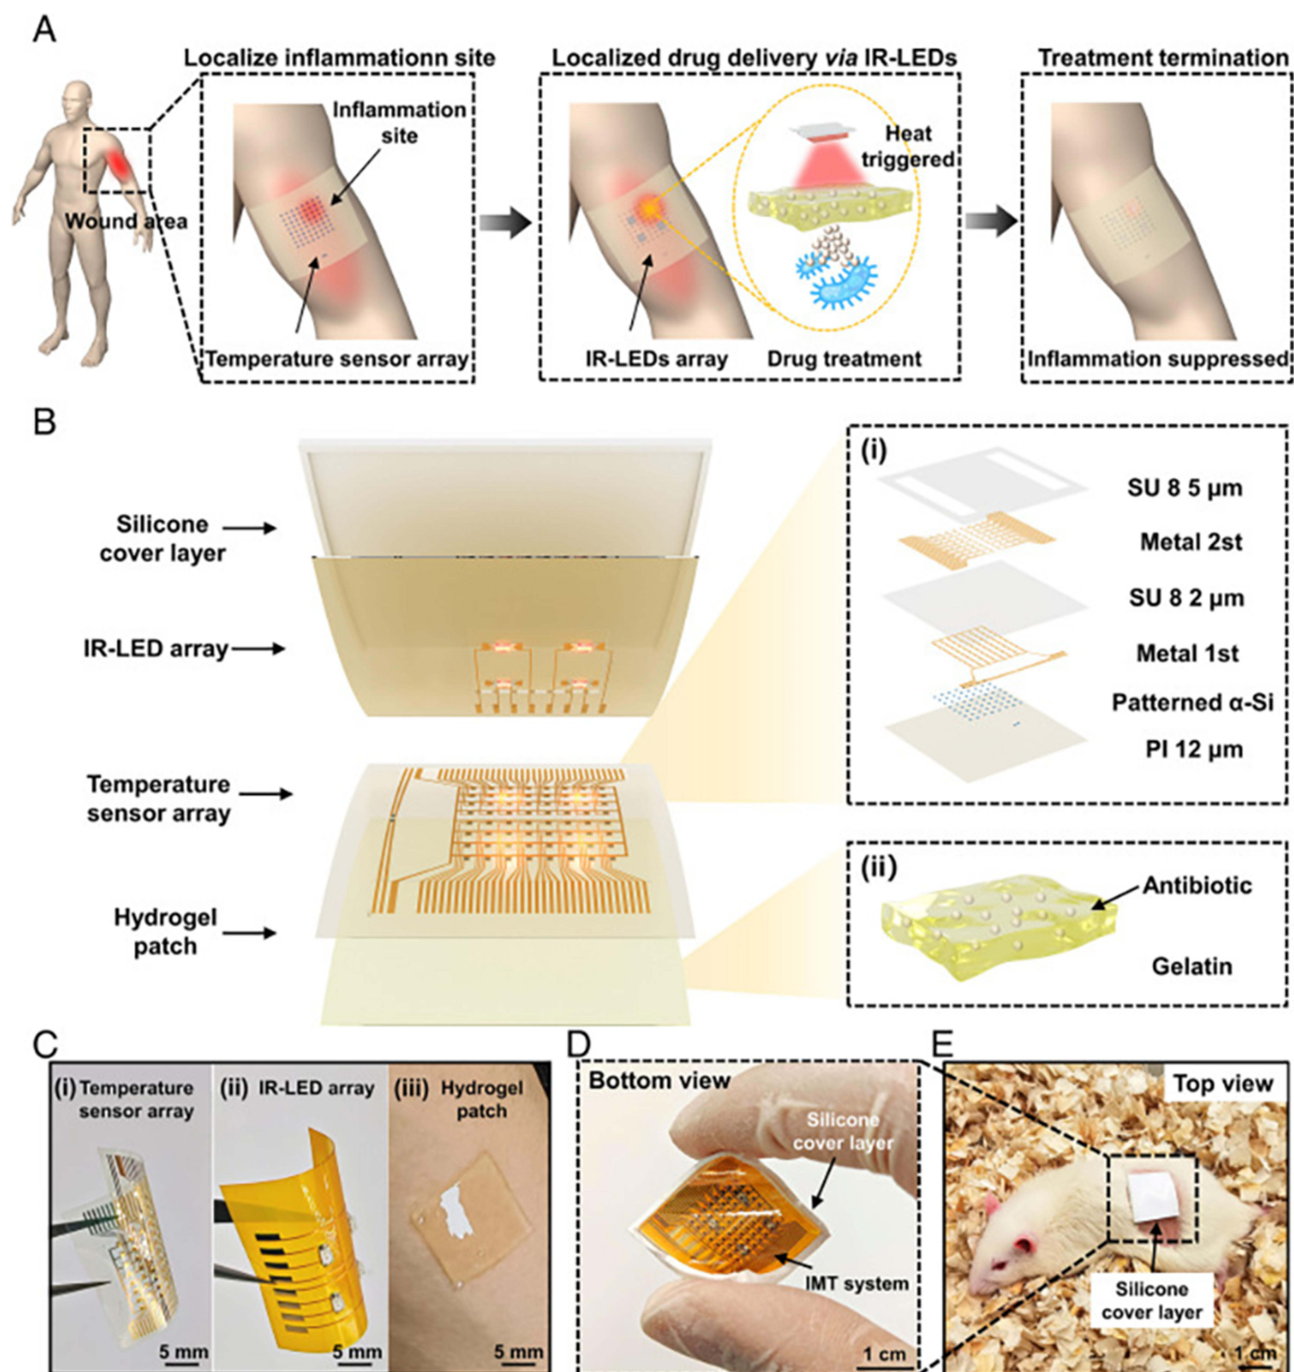 A
Localize inflammationn site
Localized drug delivery via IR-LEDs
Treatment termination
Inflammation
site
Heat
triggered
Wound area
Temperature sensor array
IR-LEDs array
Drug treatment
Inflammation suppressed
B
Silicone
cover layer
IR-LED array
Temperature
sensor array
Hydrogel
patch
(i)
SU 8 5 μm
Metal 2st
SU 8 2 μm
Metal 1st
Patterned α-Si
PI 12 μm
(ii)
Antibiotic
Gelatin
C
(i) Temperature
sensor array
5 mm
(ii) IR-LED array
5 mm
(iii) Hydrogel
patch
5 mm
D
Bottom view
Silicone
cover layer
IMT system
1 cm
E
Top view
Silicone
cover layer
1 cm